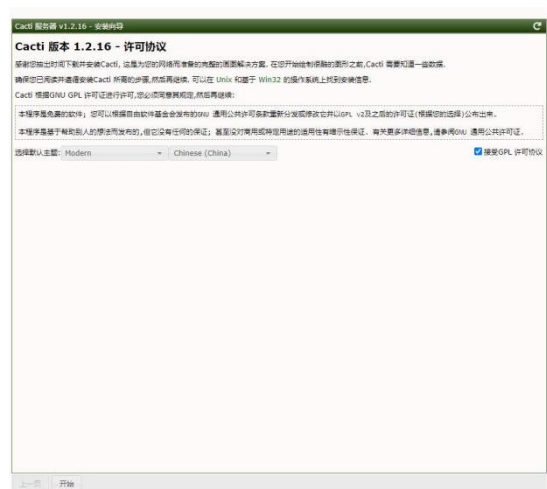 Cacti 服务器 v1.2.16 - 安装向导
Cacti 版本 1.2.16 - 许可协议
感谢您抽出时间下载并安装Cacti, 这是为您的网络而准备的完整的图图解决方案. 在您开始绘制很酷的图形之前,Cacti 需要知道一些数据.
确保您已阅读并遵循安装Cacti 所需的步骤,然后再继续. 可以在 Unix 和基于 Win32 的操作系统上找到安装信息.
Cacti 根据GNU GPL 许可证进行许可,您必须同意其规定,然后再继续:
本程序是免费的软件; 您可以根据自由软件基金会发布的GNU 通用公共许可条款重新分发或修改它并以GPL v2及之后的许可证(根据您的选择)公布出来.
本程序是基于帮助别人的想法而发布的,但它没有任何的保证; 甚至没对商用或特定用途的适用性有暗示性保证. 有关更多详细信息,请参阅GNU 通用公共许可证.
选择默认主题: Modern Chinese (China) 接受GPL 许可协议
上一页 开始